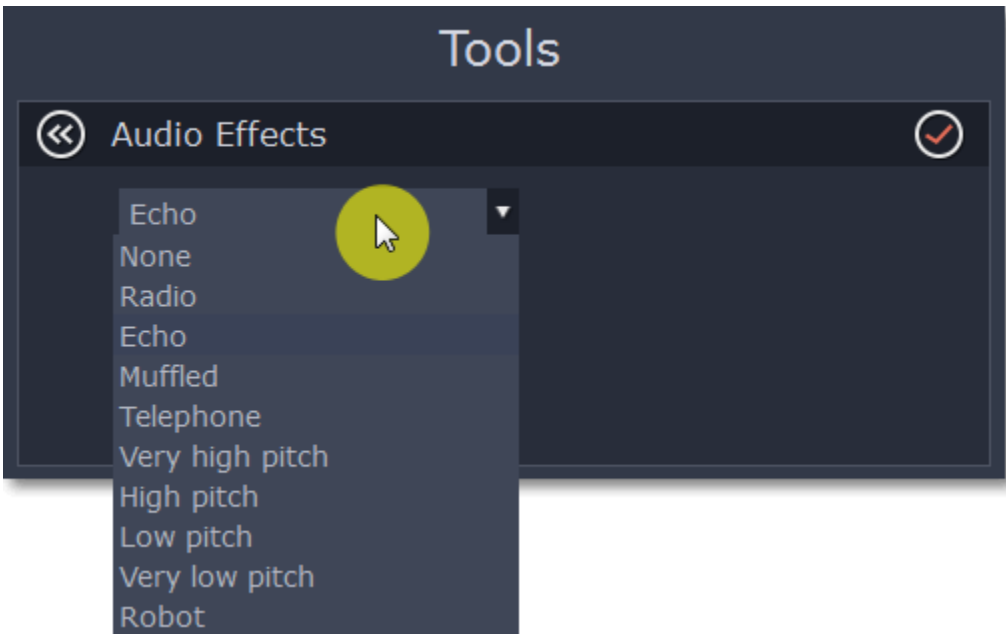 Tools
Audio Effects
Echo
None
Radio
Echo
Muffled
Telephone
Very high pitch
High pitch
Low pitch
Very low pitch
Robot